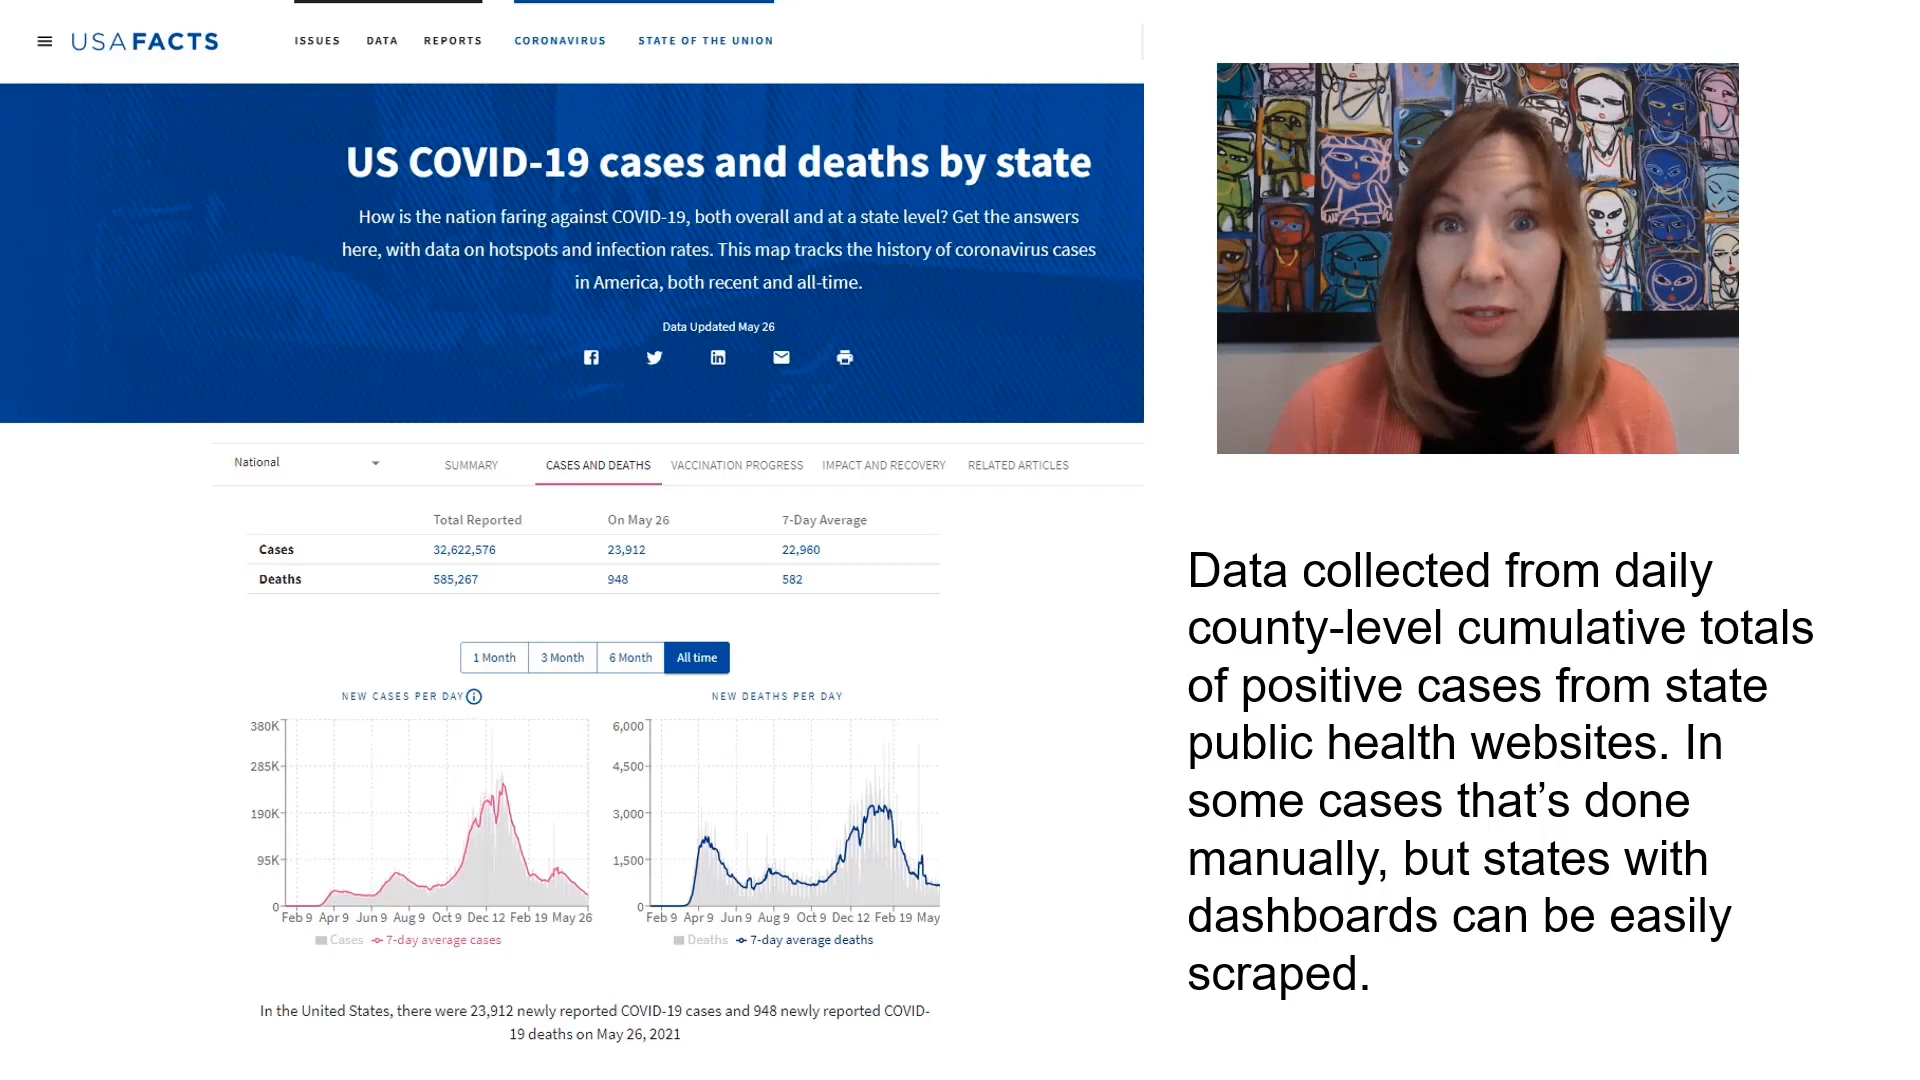 USAFACTS
ISSUES DATA REPORTS CORONAVIRUS STATE OF THE UNION
US COVID-19 cases and deaths by state
How is the nation faring against COVID-19, both overall and at a state level? Get the answers
here, with data on hotspots and infection rates. This map tracks the history of coronavirus cases
in America, both recent and all-time.
Data Updated May 26
National SUMMARY CASES AND DEATHS VACCINATION PROGRESS IMPACT AND RECOVERY RELATED ARTICLES
Total Reported On May 26 7-Day Average
Cases 32,622,576 23,912 22,960
Deaths 585,267 948 582
1 Month 3 Month 6 Month All time
NEW CASES PER DAY
380K
285K
190K
95K
0
Feb 9 Apr 9 Jun 9 Aug 9 Oct 9 Dec 12 Feb 19 May 26
Cases 7-day average cases
NEW DEATHS PER DAY
6,000
4,500
3,000
1,500
0
Feb 9 Apr 9 Jun 9 Aug 9 Oct 9 Dec 12 Feb 19 May
Deaths 7-day average deaths
In the United States, there were 23,912 newly reported COVID-19 cases and 948 newly reported COVID-
19 deaths on May 26, 2021
Data collected from daily
county-level cumulative totals
of positive cases from state
public health websites. In
some cases that’s done
manually, but states with
dashboards can be easily
scraped.